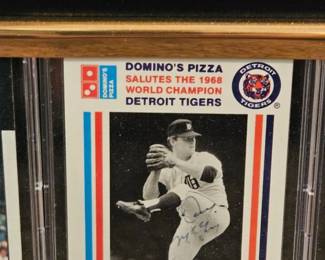 DOMINO'S PIZZA
SALUTES THE 1968
WORLD CHAMPION
DETROIT TIGERS
DOMINO'S
PIZZA
DETROIT
TIGERS